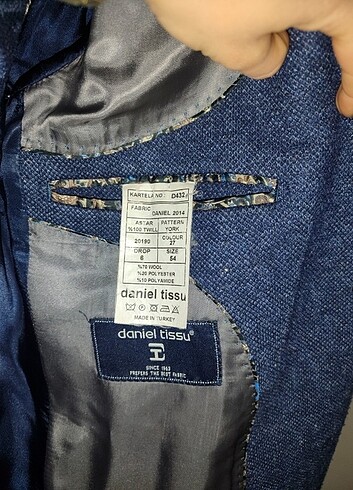 KARTELA NO D432
FABRIC
DANIEL 2014
ASTAR PATTERN
%100 TWILL YORK
20190 COLOUR
27
DROP SIZE
6 54
%70 WOOL
%20 POLYESTER
%10 POLYAMIDE
daniel tissu
MADE IN TURKEY
daniel tissu®
SINCE 1963
PREFERS THE BEST FABRIC